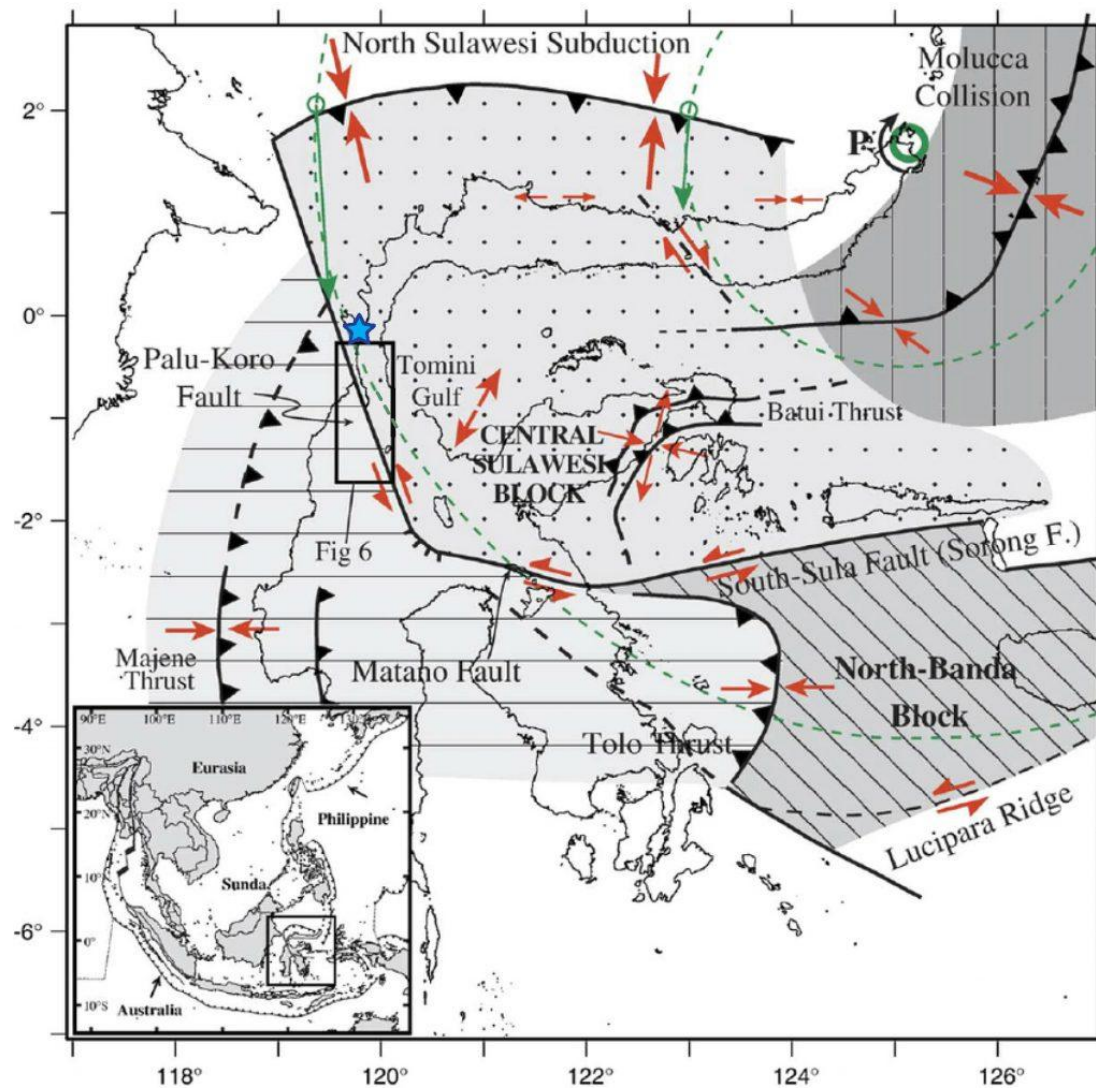 North Sulawesi Subduction
Molucca
Collision
2°
P
0°
Palu-Koro
Fault
Tomini
Gulf
Batui Thrust
CENTRAL
SULAWESI
BLOCK
-2°
Fig 6
South-Sula Fault (Sorong F.)
Majene
Thrust
Matano Fault
North-Banda
Block
-4°
Tolo Thrust
Lucipara Ridge
-6°
90°E 100°E 110°E 120°E 130°E
30°N
20°N
10°N
0°
10°S
Eurasia
Philippine
Sunda
Australia
118° 120° 122° 124° 126°